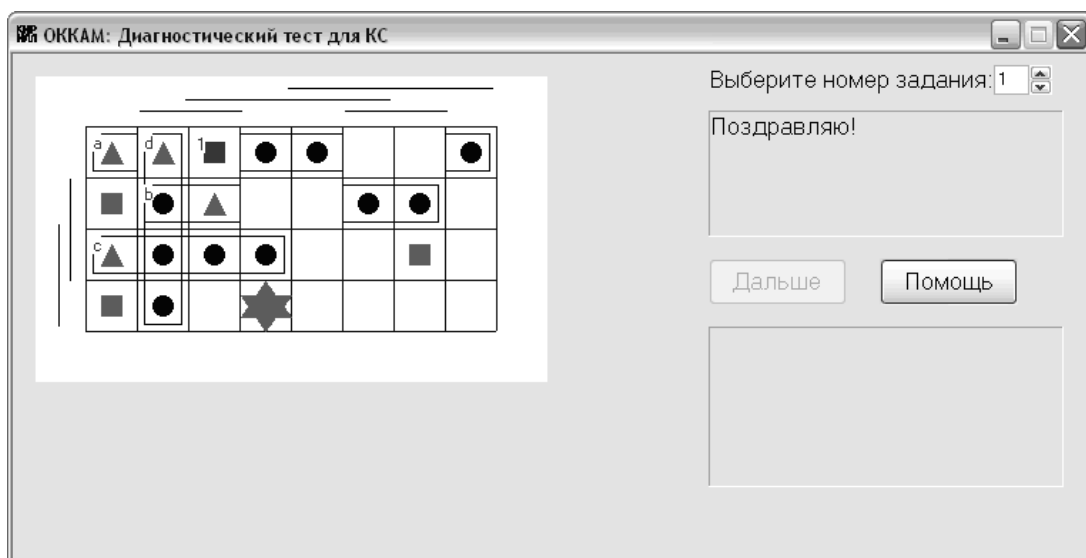 ОККАМ: Диагностический тест для КС
Выберите номер задания: 1
Поздравляю!
a d 1
b
c
Дальше Помощь